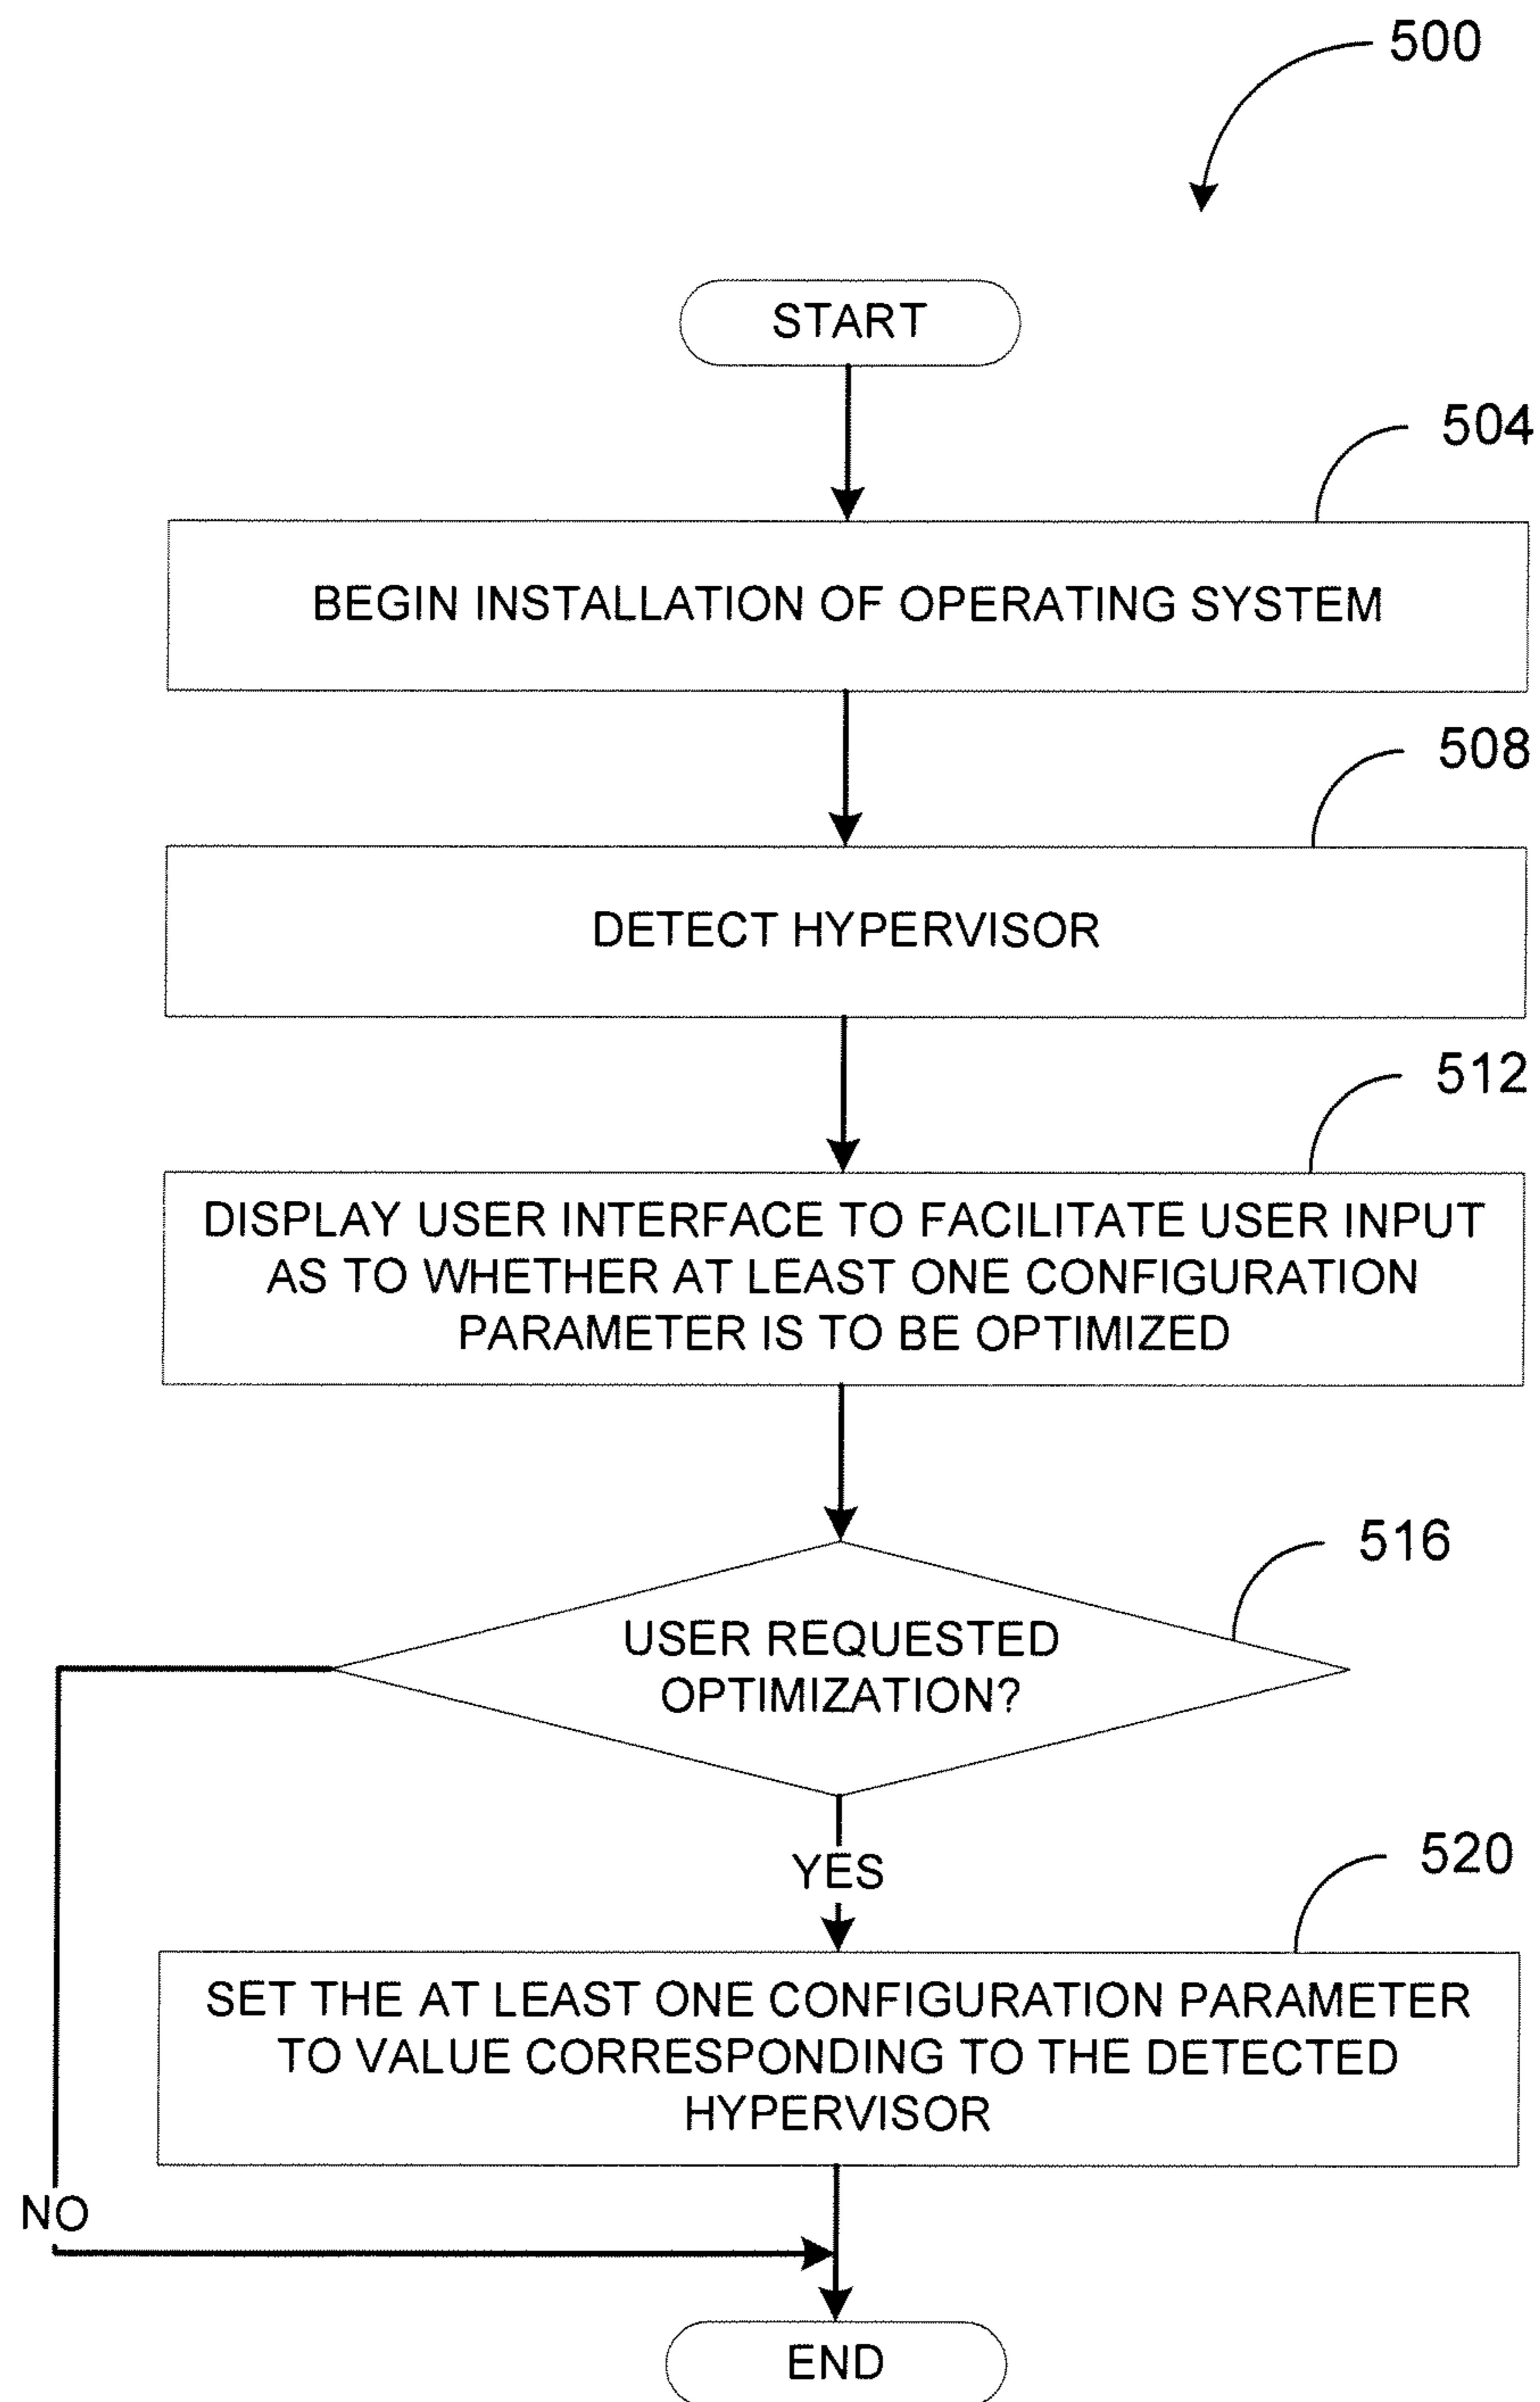 500
START
504
BEGIN INSTALLATION OF OPERATING SYSTEM
508
DETECT HYPERVISOR
512
DISPLAY USER INTERFACE TO FACILITATE USER INPUT
AS TO WHETHER AT LEAST ONE CONFIGURATION
PARAMETER IS TO BE OPTIMIZED
516
USER REQUESTED
OPTIMIZATION?
YES
520
SET THE AT LEAST ONE CONFIGURATION PARAMETER
TO VALUE CORRESPONDING TO THE DETECTED
HYPERVISOR
NO
END